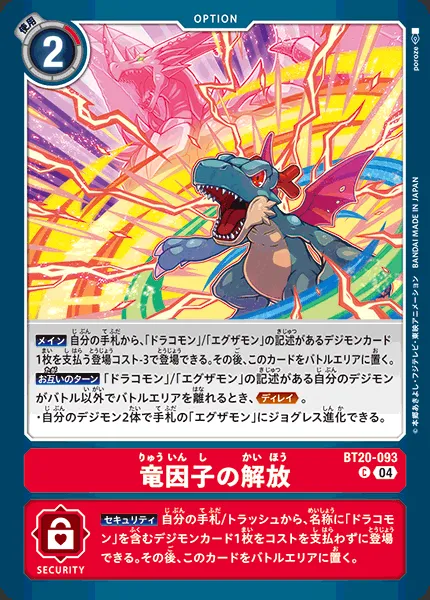 OPTION
使用
2
poroze
メイン 自分の手札から、「ドラコモン」/「エグザモン」の記述があるデジモンカード
1枚を支払う登場コスト-3で登場できる。その後、このカードをバトルエリアに置く。
お互いのターン 「ドラコモン」/「エグザモン」の記述がある自分のデジモン
がバトル以外でバトルエリアを離れるとき、ディレイ。
・自分のデジモン2体で手札の「エグザモン」にジョグレス進化できる。
©本郷あきよし・フジテレビ・東映アニメーション BANDAI MADE IN JAPAN
りゅういんし かいほう
竜因子の解放
BT20-093
C 04
セキュリティ 自分の手札/トラッシュから、名称に「ドラコモ
ン」を含むデジモンカード1枚をコストを支払わずに登場
できる。その後、このカードをバトルエリアに置く。
SECURITY